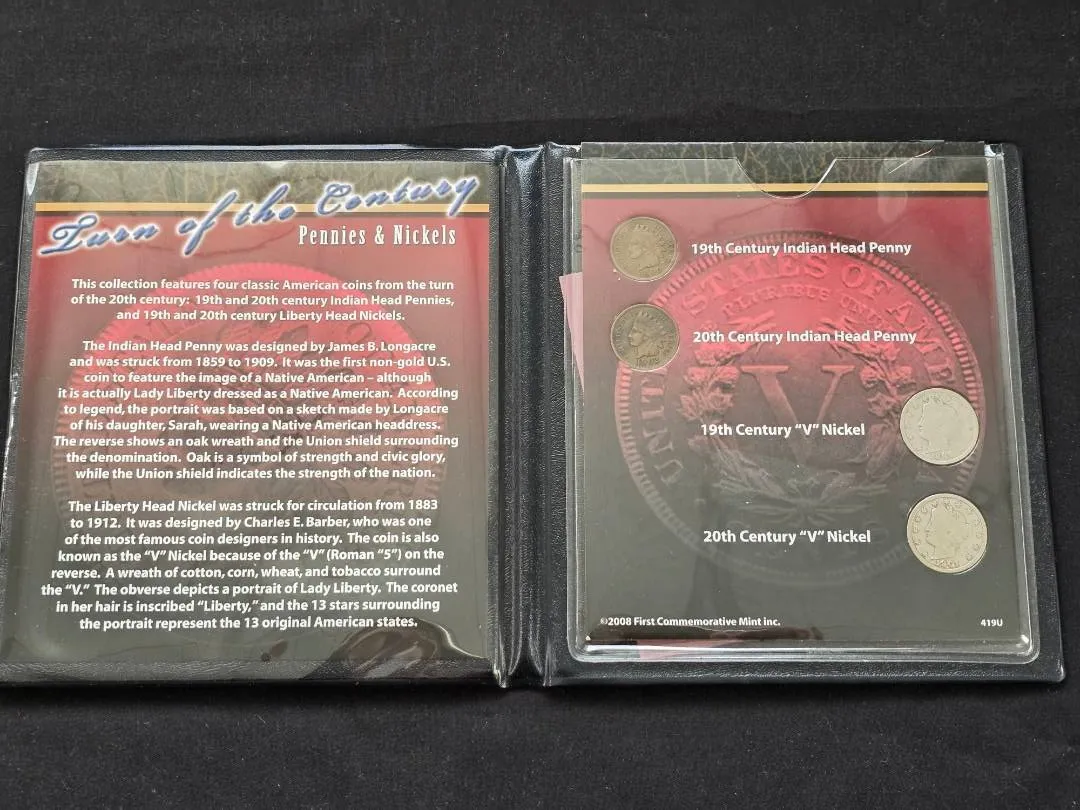 Turn of the Century
Pennies & Nickels
This collection features four classic American coins from the turn
of the 20th century: 19th and 20th century Indian Head Pennies,
and 19th and 20th century Liberty Head Nickels.
The Indian Head Penny was designed by James B. Longacre
and was struck from 1859 to 1909. It was the first non-gold U.S.
coin to feature the image of a Native American – although
it is actually Lady Liberty dressed as a Native American. According
to legend, the portrait was based on a sketch made by Longacre
of his daughter, Sarah, wearing a Native American headdress.
The reverse shows an oak wreath and the Union shield surrounding
the denomination. Oak is a symbol of strength and civic glory,
while the Union shield indicates the strength of the nation.
The Liberty Head Nickel was struck for circulation from 1883
to 1912. It was designed by Charles E. Barber, who was one
of the most famous coin designers in history. The coin is also
known as the “V” Nickel because of the “V” (Roman “5”) on the
reverse. A wreath of cotton, corn, wheat, and tobacco surround
the “V.” The obverse depicts a portrait of Lady Liberty. The coronet
in her hair is inscribed “Liberty,” and the 13 stars surrounding
the portrait represent the 13 original American states.
19th Century Indian Head Penny
20th Century Indian Head Penny
19th Century “V” Nickel
20th Century “V” Nickel
UNITED STATES OF AMERICA
PLURIBUS UNUM
V
©2008 First Commemorative Mint inc.
419U